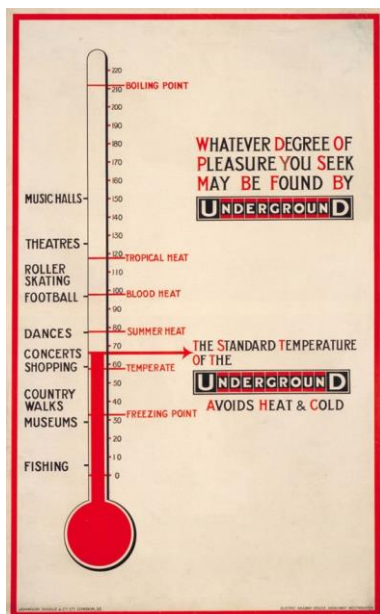 220
BOILING POINT
210
200
190
180
170
160
150
140
130
120
110
100
90
80
70
60
50
40
30
20
10
0
MUSIC HALLS
THEATRES
ROLLER
SKATING
FOOTBALL
DANCES
CONCERTS
SHOPPING
COUNTRY
WALKS
MUSEUMS
FISHING
TROPICAL HEAT
BLOOD HEAT
SUMMER HEAT
TEMPERATE
FREEZING POINT
WHATEVER DEGREE OF
PLEASURE YOU SEEK
MAY BE FOUND BY
UNDERGROUND
THE STANDARD TEMPERATURE
OF THE
UNDERGROUND
AVOIDS HEAT & COLD